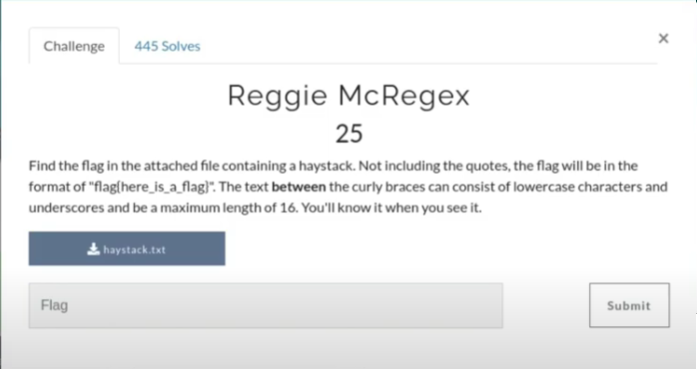 Challenge
445 Solves
×
Reggie McRegex
25
Find the flag in the attached file containing a haystack. Not including the quotes, the flag will be in the
format of "flag{here_is_a_flag}". The text between the curly braces can consist of lowercase characters and
underscores and be a maximum length of 16. You'll know it when you see it.
haystack.txt
Flag
Submit